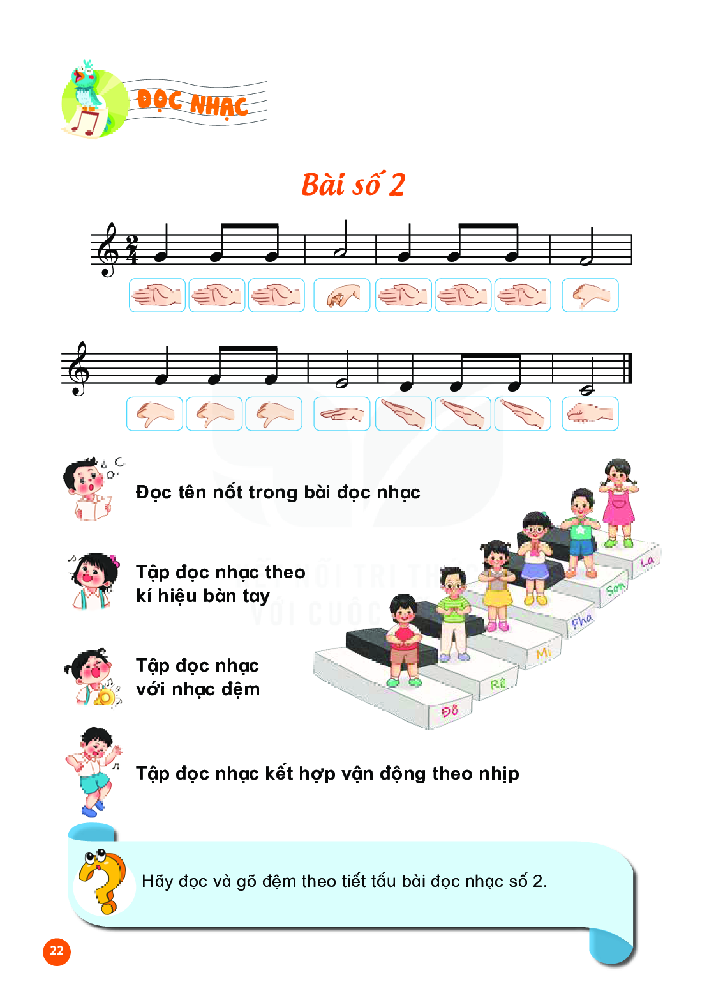 ĐỌC NHẠC
Bài số 2
2
4
Đọc tên nốt trong bài đọc nhạc
Tập đọc nhạc theo
kí hiệu bàn tay
Tập đọc nhạc
với nhạc đệm
La
Son
Pha
Mi
Rê
Đô
Tập đọc nhạc kết hợp vận động theo nhịp
Hãy đọc và gõ đệm theo tiết tấu bài đọc nhạc số 2.
22